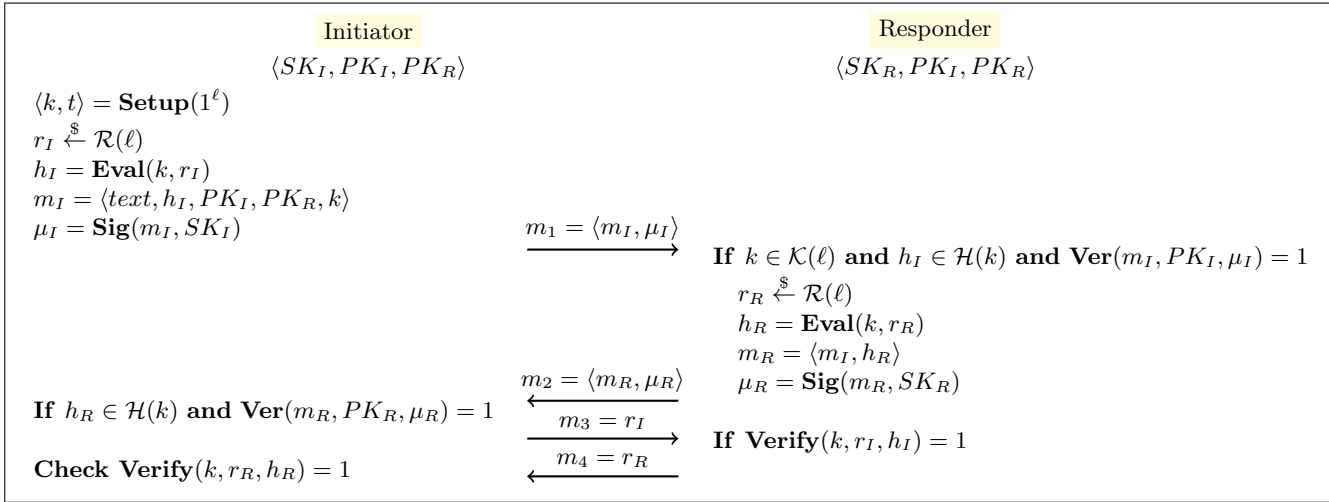 Initiator
Responder
⟨SK_I, PK_I, PK_R⟩
⟨SK_R, PK_I, PK_R⟩
⟨k, t⟩ = Setup(1^ℓ)
r_I ←$ R(ℓ)
h_I = Eval(k, r_I)
m_I = ⟨text, h_I, PK_I, PK_R, k⟩
μ_I = Sig(m_I, SK_I)
m_1 = ⟨m_I, μ_I⟩
If k ∈ K(ℓ) and h_I ∈ H(k) and Ver(m_I, PK_I, μ_I) = 1
r_R ←$ R(ℓ)
h_R = Eval(k, r_R)
m_R = ⟨m_I, h_R⟩
μ_R = Sig(m_R, SK_R)
m_2 = ⟨m_R, μ_R⟩
If h_R ∈ H(k) and Ver(m_R, PK_R, μ_R) = 1
m_3 = r_I
If Verify(k, r_I, h_I) = 1
m_4 = r_R
Check Verify(k, r_R, h_R) = 1